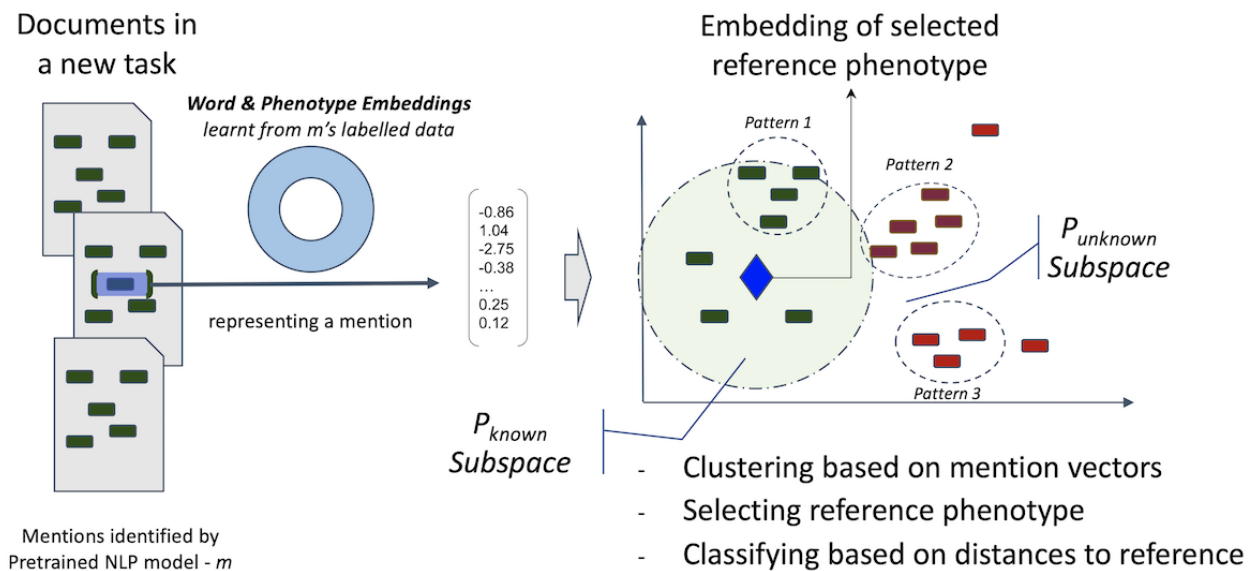 Documents in
a new task
Word & Phenotype Embeddings
learnt from m's labelled data
representing a mention
Mentions identified by
Pretrained NLP model - m
-0.86
1.04
-2.75
-0.38
...
0.25
0.12
Embedding of selected
reference phenotype
Pattern 1
Pattern 2
Pattern 3
Punknown
Subspace
Pknown
Subspace
- Clustering based on mention vectors
- Selecting reference phenotype
- Classifying based on distances to reference